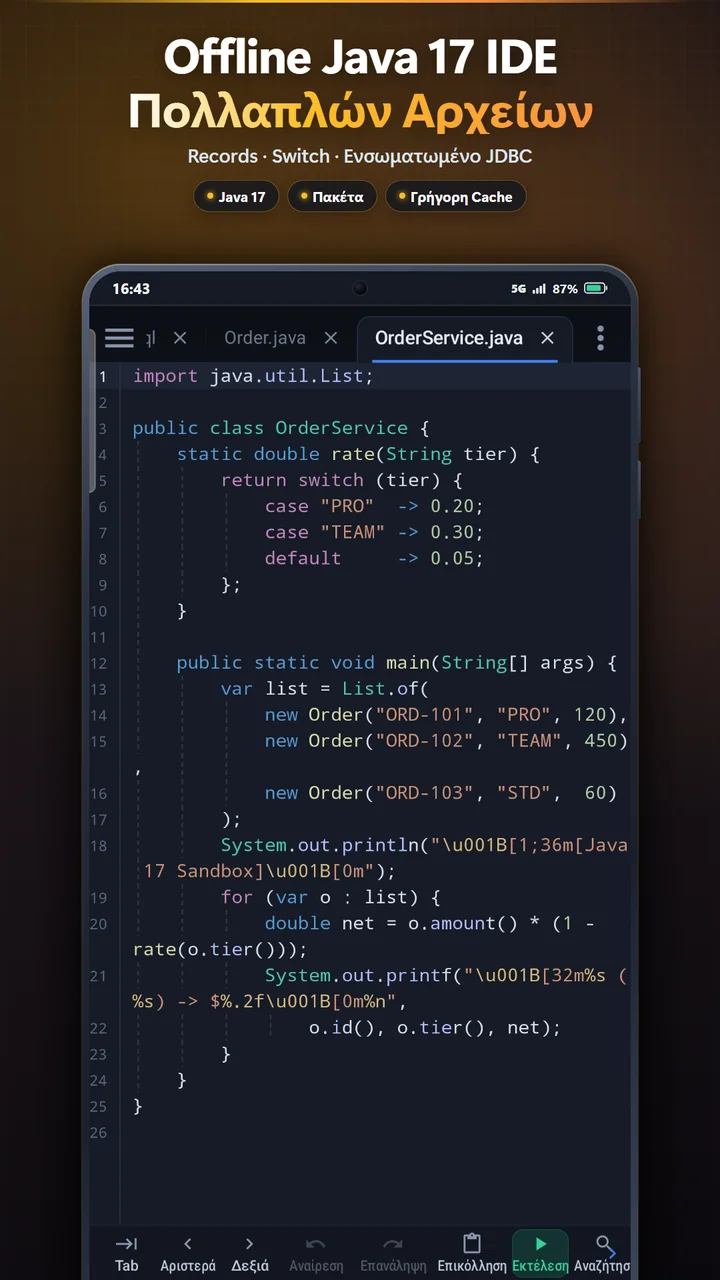 Offline Java 17 IDE
Πολλαπλών Αρχείων
Records · Switch · Ενσωματωμένο JDBC
Java 17 Πακέτα Γρήγορη Cache
16:43 5G 87%
ql Order.java OrderService.java
1 import java.util.List;
2
3 public class OrderService {
4 static double rate(String tier) {
5 return switch (tier) {
6 case "PRO" -> 0.20;
7 case "TEAM" -> 0.30;
8 default -> 0.05;
9 };
10 }
11
12 public static void main(String[] args) {
13 var list = List.of(
14 new Order("ORD-101", "PRO", 120),
15 new Order("ORD-102", "TEAM", 450)
,
16 new Order("ORD-103", "STD", 60)
17 );
18 System.out.println("\u001B[1;36m[Java
17 Sandbox]\u001B[0m");
19 for (var o : list) {
20 double net = o.amount() * (1 -
rate(o.tier()));
21 System.out.printf("\u001B[32m%s (
%s) -> $%.2f\u001B[0m%n",
22 o.id(), o.tier(), net);
23 }
24 }
25 }
26
Tab Αριστερά Δεξιά Αναίρεση Επανάληψη Επικόλληση Εκτέλεση Αναζήτησ